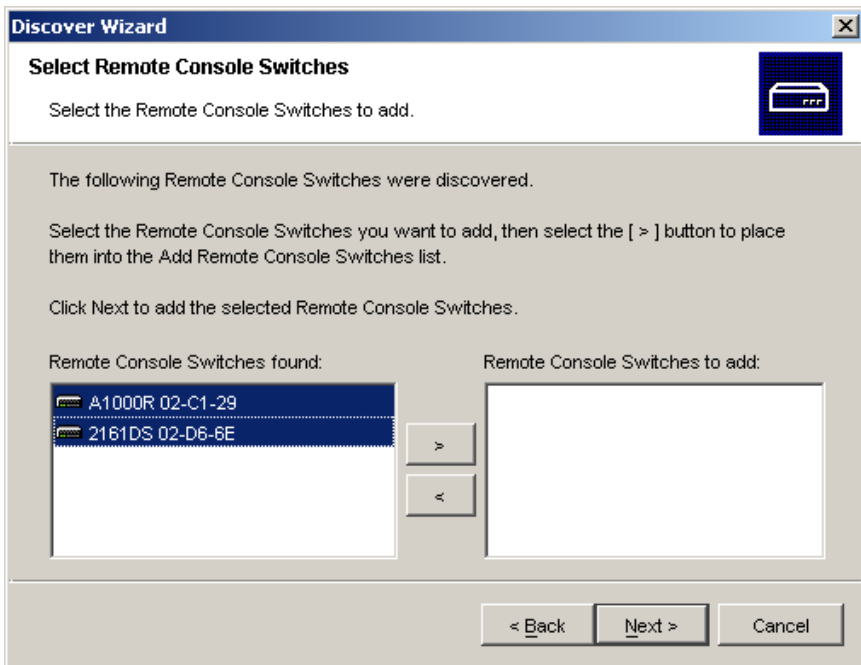 Discover Wizard
Select Remote Console Switches
Select the Remote Console Switches to add.
The following Remote Console Switches were discovered.
Select the Remote Console Switches you want to add, then select the [ > ] button to place
them into the Add Remote Console Switches list.
Click Next to add the selected Remote Console Switches.
Remote Console Switches found:
Remote Console Switches to add:
A1000R 02-C1-29
2161DS 02-D6-6E
>
<
< Back
Next >
Cancel